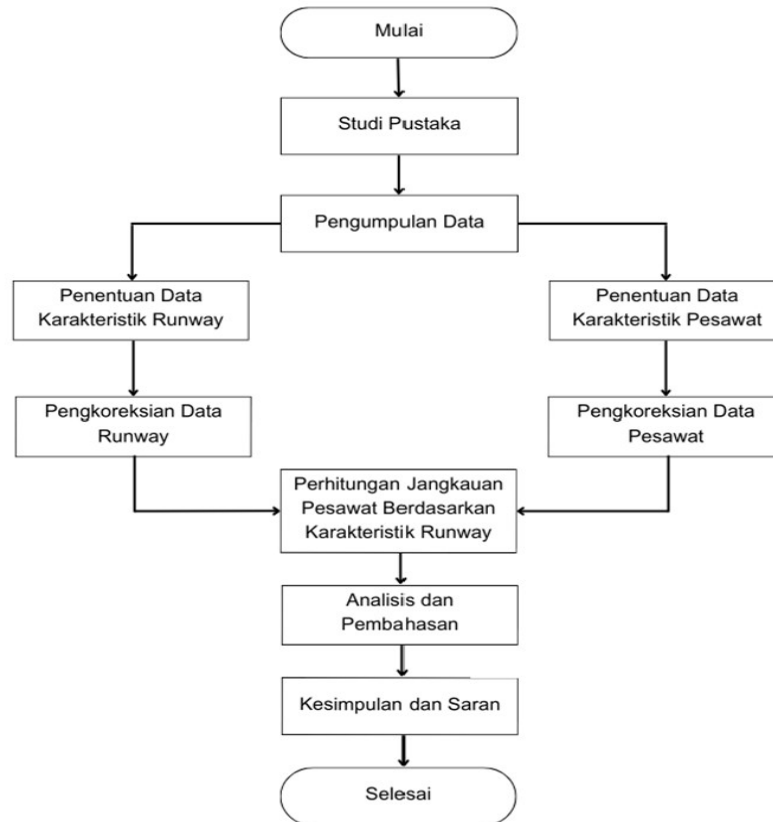 Mulai
Studi Pustaka
Pengumpulan Data
Penentuan Data
Karakteristik Runway
Penentuan Data
Karakteristik Pesawat
Pengkoreksian Data
Runway
Pengkoreksian Data
Pesawat
Perhitungan Jangkauan
Pesawat Berdasarkan
Karakteristik Runway
Analisis dan
Pembahasan
Kesimpulan dan Saran
Selesai